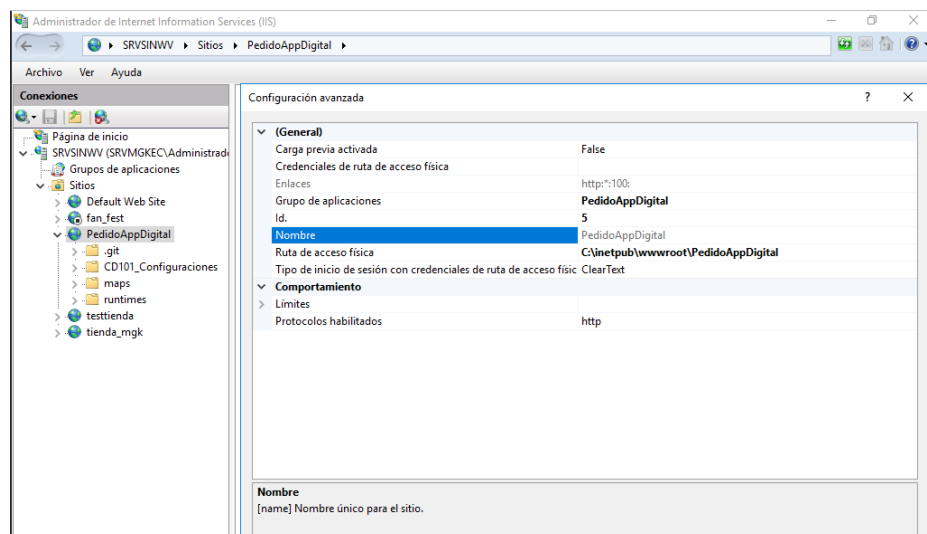 Administrador de Internet Information Services (IIS)
SRVSINWV Sitios PedidoAppDigital
Archivo Ver Ayuda
Conexiones
Página de inicio
SRVSINWV (SRVMGKEC\Administrad
Grupos de aplicaciones
Sitios
Default Web Site
fan_fest
PedidoAppDigital
.git
CD101_Configuraciones
maps
runtimes
testtienda
tienda_mgk
Configuración avanzada ?
(General)
Carga previa activada False
Credenciales de ruta de acceso física
Enlaces http:*:100:
Grupo de aplicaciones PedidoAppDigital
Id. 5
Nombre PedidoAppDigital
Ruta de acceso física C:\inetpub\wwwroot\PedidoAppDigital
Tipo de inicio de sesión con credenciales de ruta de acceso físic ClearText
Comportamiento
Límites
Protocolos habilitados http
Nombre
[name] Nombre único para el sitio.